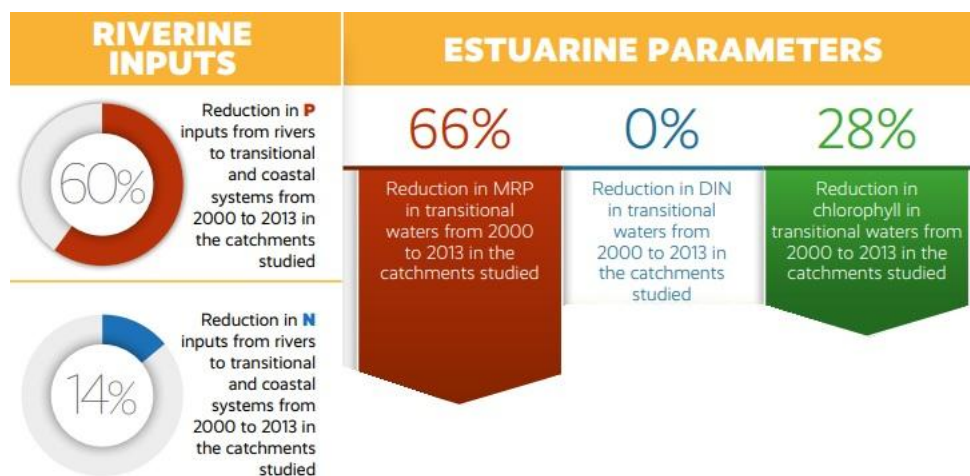 RIVERINE
INPUTS
60%
Reduction in P
inputs from rivers
to transitional
and coastal
systems from
2000 to 2013 in
the catchments
studied
14%
Reduction in N
inputs from rivers
to transitional
and coastal
systems from
2000 to 2013 in
the catchments
studied
ESTUARINE PARAMETERS
66%
Reduction in MRP
in transitional
waters from 2000
to 2013 in the
catchments studied
0%
Reduction in DIN
in transitional
waters from
2000 to 2013 in
the catchments
studied
28%
Reduction in
chlorophyll in
transitional waters from
2000 to 2013 in the
catchments studied